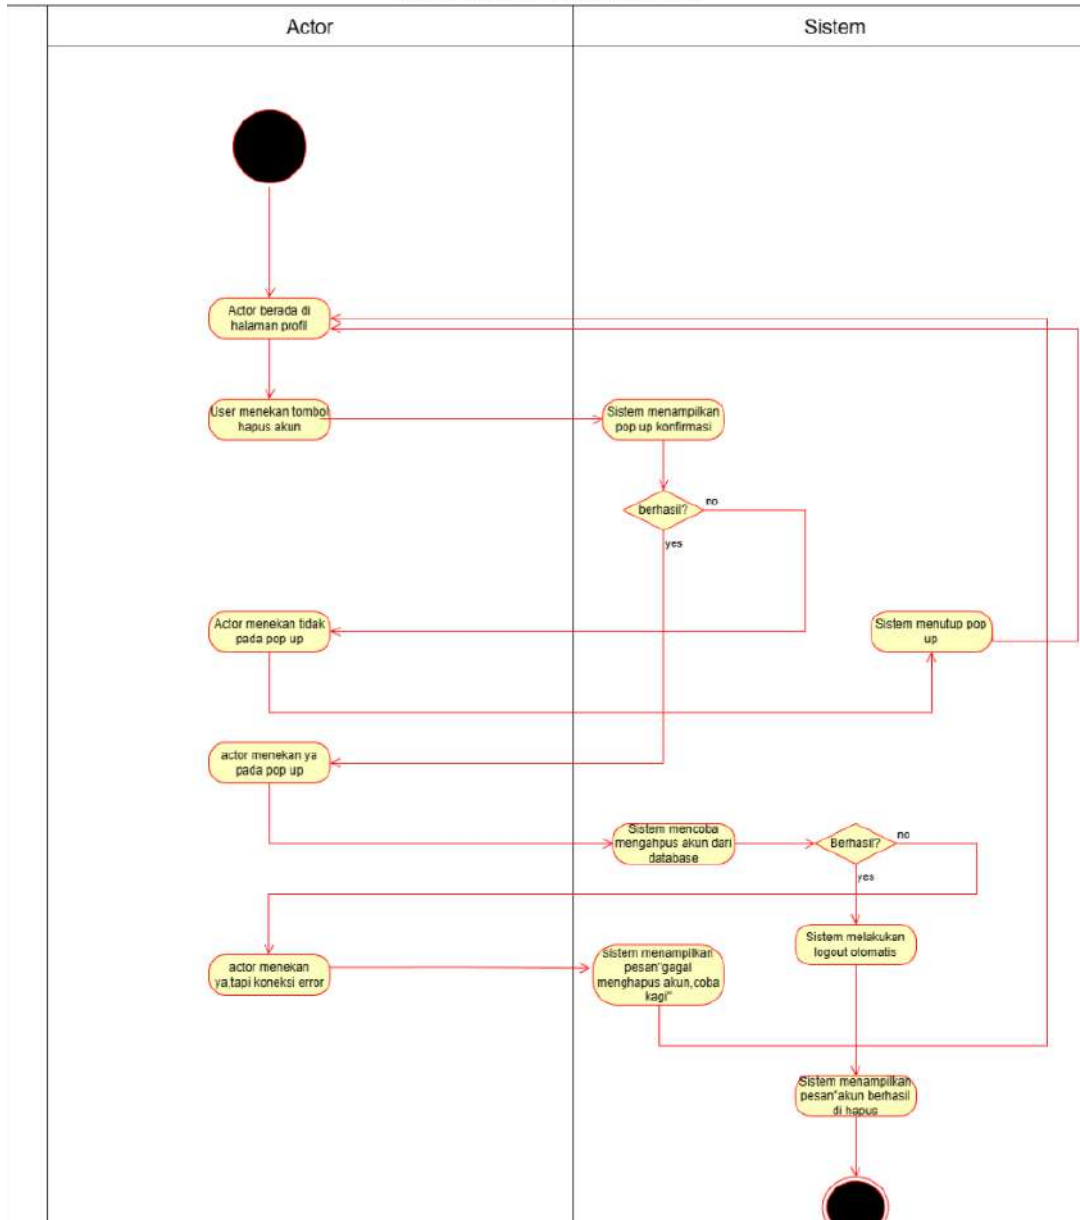 Actor
Sistem
Actor berada di
halaman profil
User menekan tombol
hapus akun
Sistem menampilkan
pop up konfirmasi
berhasil?
no
yes
Actor menekan tidak
pada pop up
Sistem menutup pop
up
actor menekan ya
pada pop up
Sistem mencoba
mengahpus akun dari
database
Berhasil?
no
yes
Sistem melakukan
logout otomatis
actor menekan
ya,tapi koneksi error
sistem menampilkan
pesan"gagal
menghapus akun,coba
kagi"
Sistem menampilkan
pesan"akun berhasil
di hapus